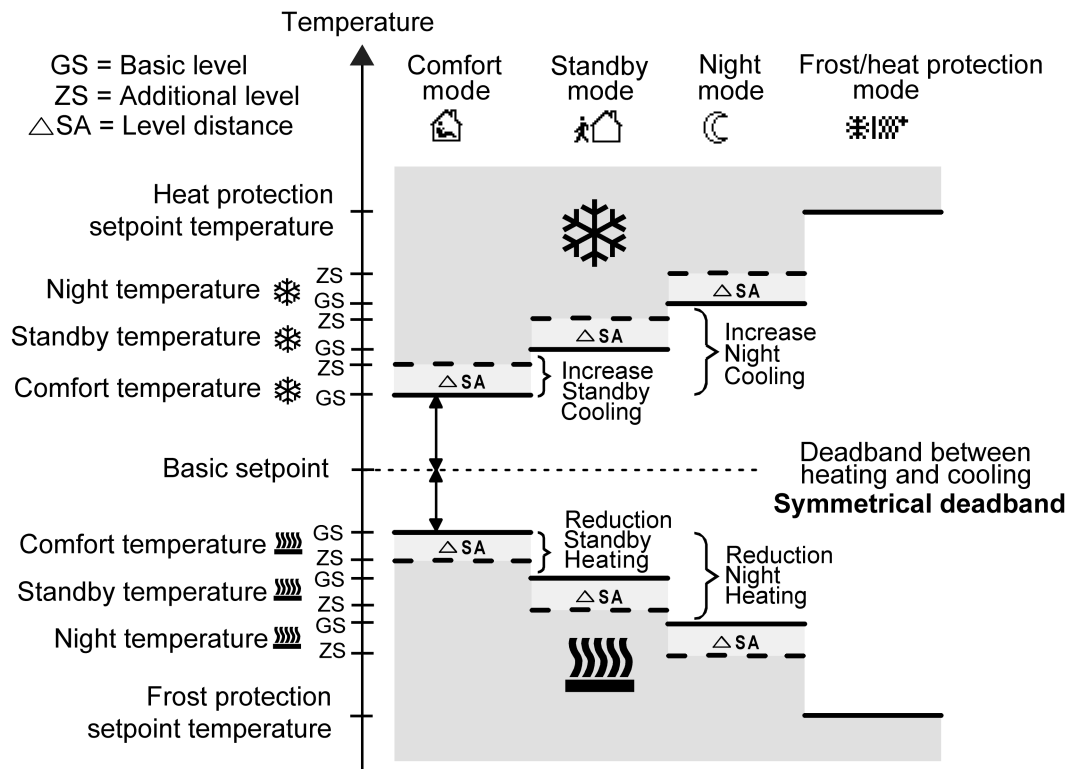 Temperature
GS = Basic level
ZS = Additional level
△SA = Level distance
Comfort
mode
Standby
mode
Night
mode
Frost/heat protection
mode
Heat protection
setpoint temperature
Night temperature
ZS
GS
△SA
Standby temperature
ZS
GS
△SA
Comfort temperature
ZS
GS
△SA
Increase
Standby
Cooling
Increase
Night
Cooling
Basic setpoint
Deadband between
heating and cooling
Symmetrical deadband
Comfort temperature
GS
ZS
△SA
Reduction
Standby
Heating
Reduction
Night
Heating
Standby temperature
GS
ZS
△SA
Night temperature
GS
ZS
△SA
Frost protection
setpoint temperature